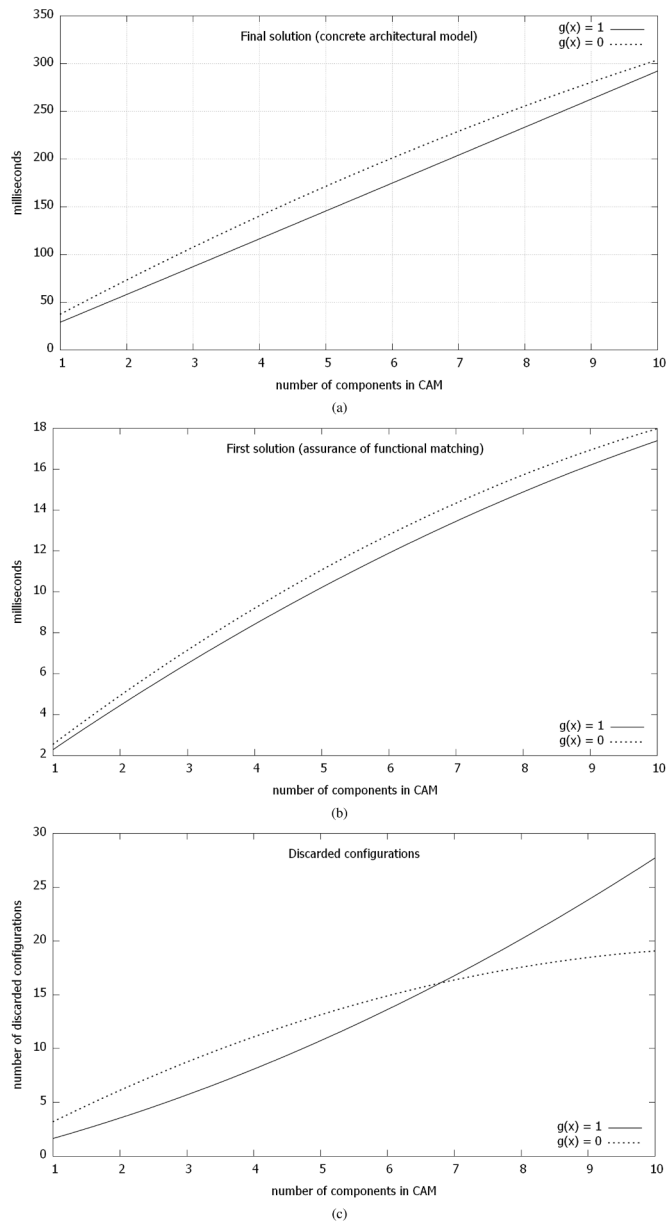 350
300
250
200
150
100
50
0
milliseconds
Final solution (concrete architectural model)
g(x) = 1
g(x) = 0
1 2 3 4 5 6 7 8 9 10
number of components in CAM
(a)
18
16
14
12
10
8
6
4
2
milliseconds
First solution (assurance of functional matching)
g(x) = 1
g(x) = 0
1 2 3 4 5 6 7 8 9 10
number of components in CAM
(b)
30
25
20
15
10
5
0
number of discarded configurations
Discarded configurations
g(x) = 1
g(x) = 0
1 2 3 4 5 6 7 8 9 10
number of components in CAM
(c)